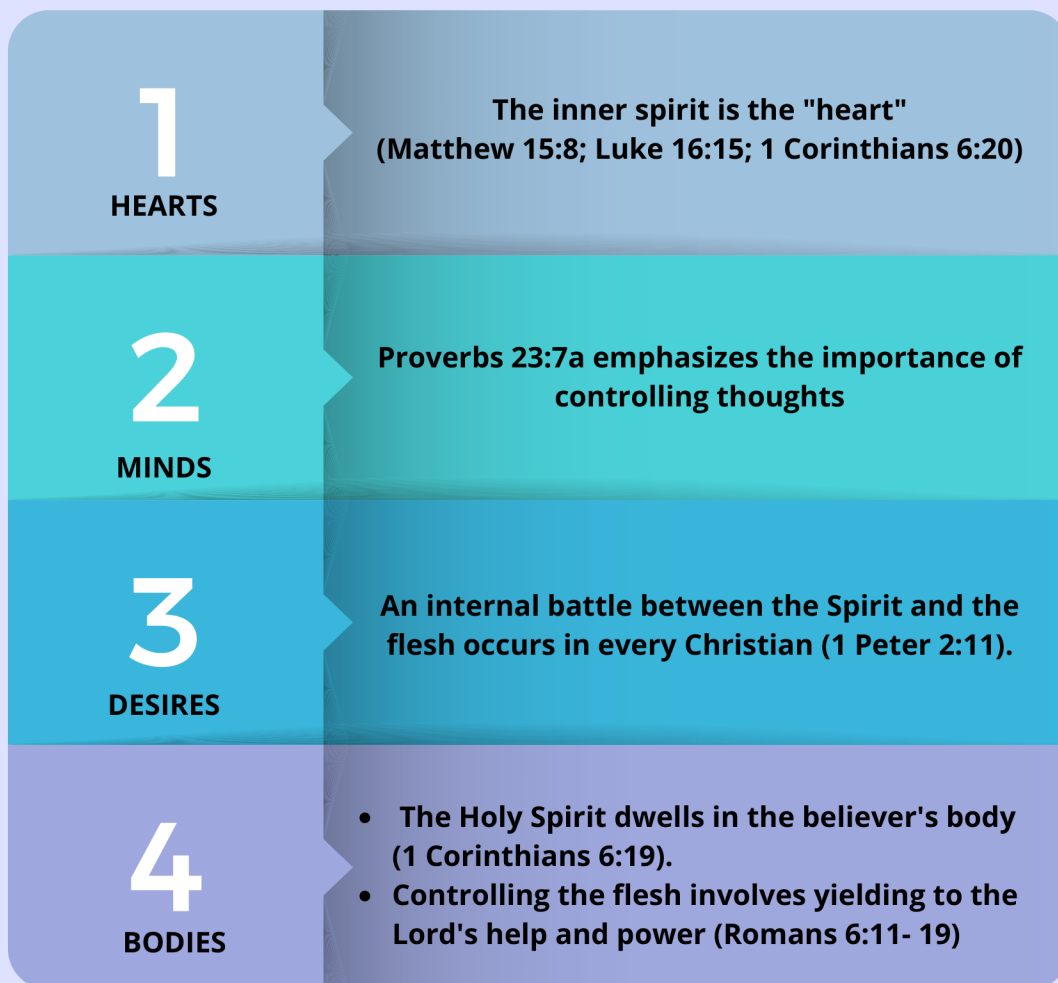 1
HEARTS
The inner spirit is the "heart"
(Matthew 15:8; Luke 16:15; 1 Corinthians 6:20)
2
MINDS
Proverbs 23:7a emphasizes the importance of
controlling thoughts
3
DESIRES
An internal battle between the Spirit and the
flesh occurs in every Christian (1 Peter 2:11).
4
BODIES
• The Holy Spirit dwells in the believer's body
(1 Corinthians 6:19).
• Controlling the flesh involves yielding to the
Lord's help and power (Romans 6:11- 19)